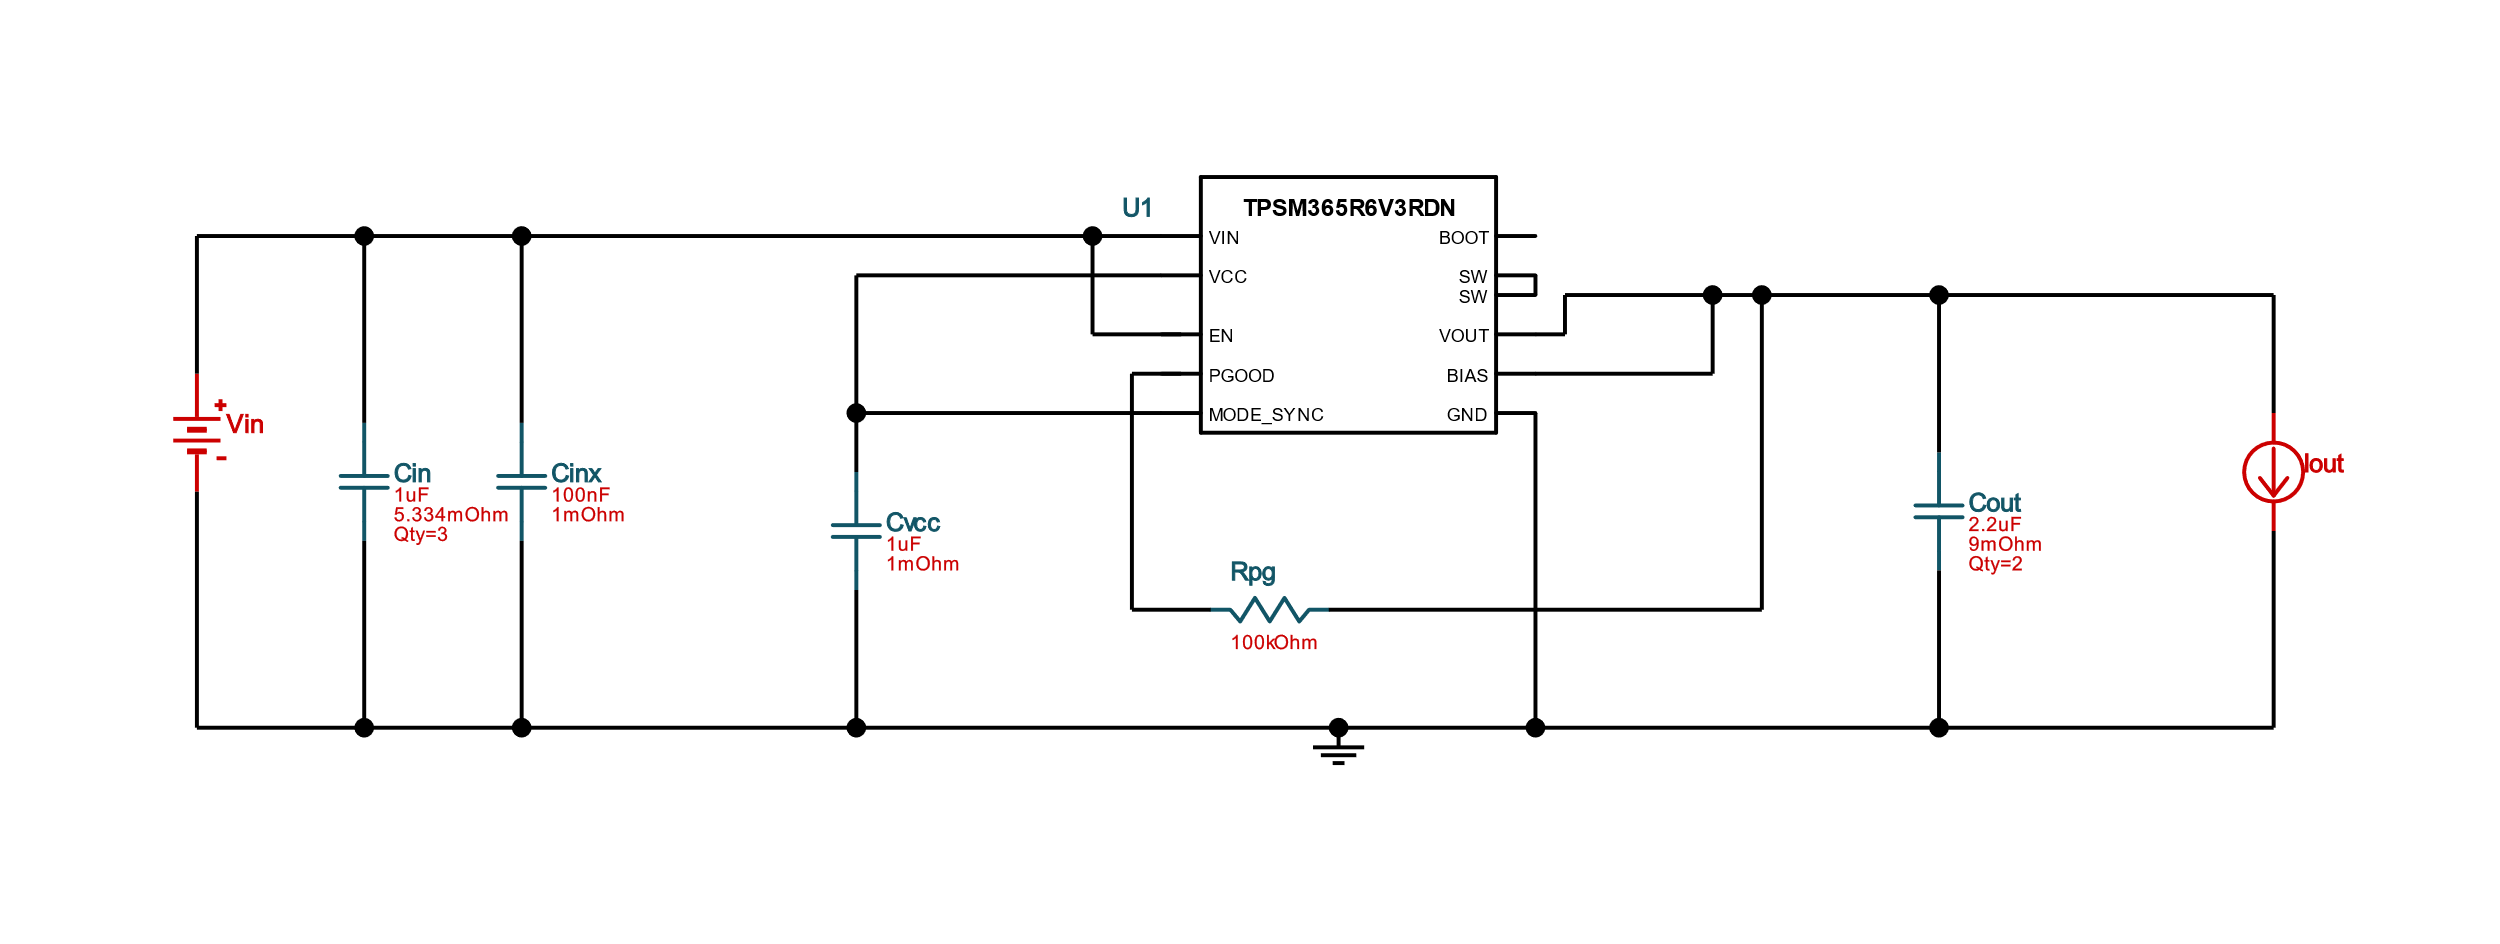 U1
TPSM365R6V3RDN
VIN
BOOT
VCC
SW
SW
EN
VOUT
PGOOD
BIAS
MODE_SYNC
GND
+
Vin
-
Cin
1uF
5.334mOhm
Qty=3
Cinx
100nF
1mOhm
Cvcc
1uF
1mOhm
Rpg
100kOhm
Cout
2.2uF
9mOhm
Qty=2
Iout